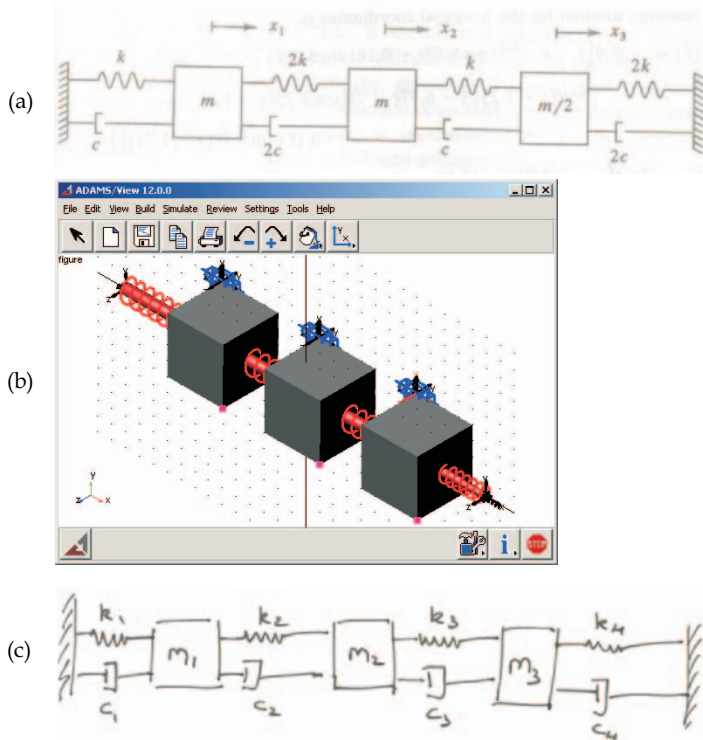 (a)
x₁ x₂ x₃
k 2k k 2k
m m m/2
c 2c c 2c
(b)
ADAMS/View 12.0.0
File Edit View Build Simulate Review Settings Tools Help
figure
STOP
(c)
k₁ k₂ k₃ k₄
m₁ m₂ m₃
c₁ c₂ c₃ c₄